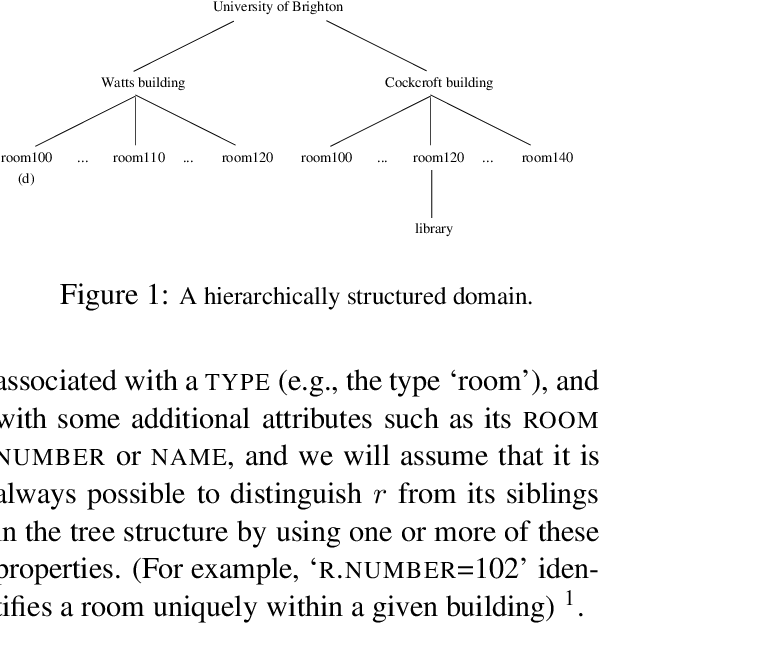 University of Brighton
Watts building Cockcroft building
room100 ... room110 ... room120 room100 ... room120 ... room140
(d)
library
Figure 1: A hierarchically structured domain.
associated with a TYPE (e.g., the type ‘room’), and
with some additional attributes such as its ROOM
NUMBER or NAME, and we will assume that it is
always possible to distinguish r from its siblings
in the tree structure by using one or more of these
properties. (For example, ‘R.NUMBER=102’ iden-
tifies a room uniquely within a given building) 1.